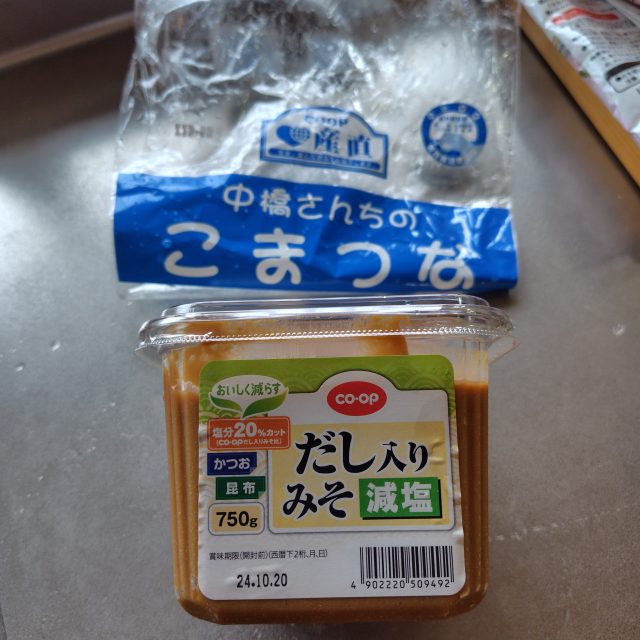 CO·OP
産直
中橋さんちの
こまつな
おいしく減らす
CO·OP
塩分20%カット
(CO·OPだし入りみそ比)
だし入り
みそ
減塩
かつお
昆布
750g
賞味期限(開封前)(西暦下2桁、月、日)
24.10.20
4 902220 509492